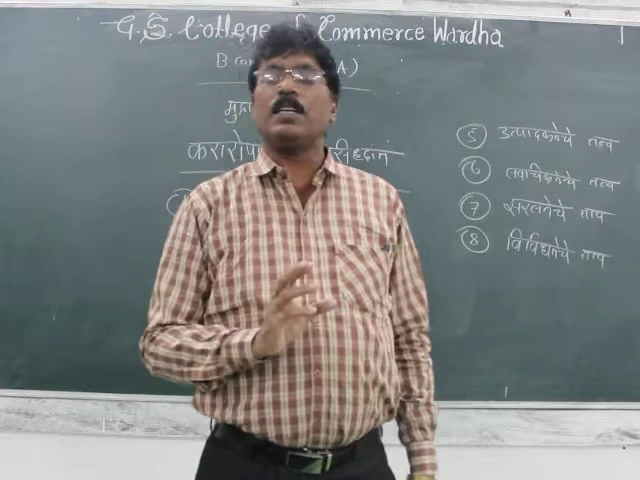 G. S. College of Commerce Wardha
B A)
मुद्रा
करारोप सिद्धांत
5 उत्पादकतेचे तत्व
6 लवचिकतेचे तत्व
7 सरलतेचे तत्व
8 विविधतेचे तत्व